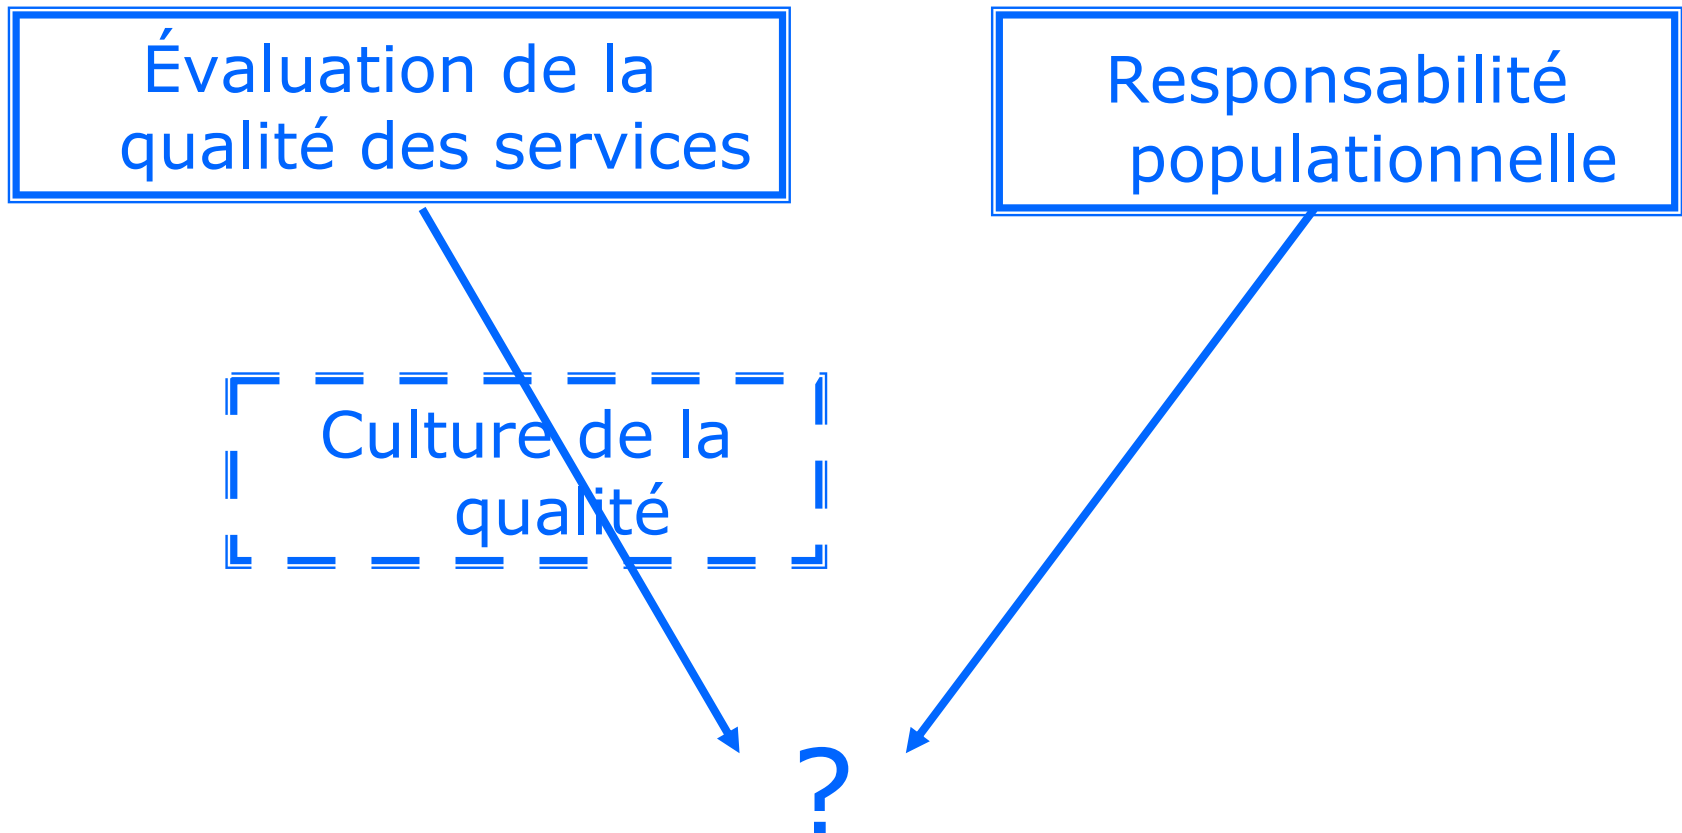 Évaluation de la
qualité des services
Responsabilité
populationnelle
Culture de la
qualité
?